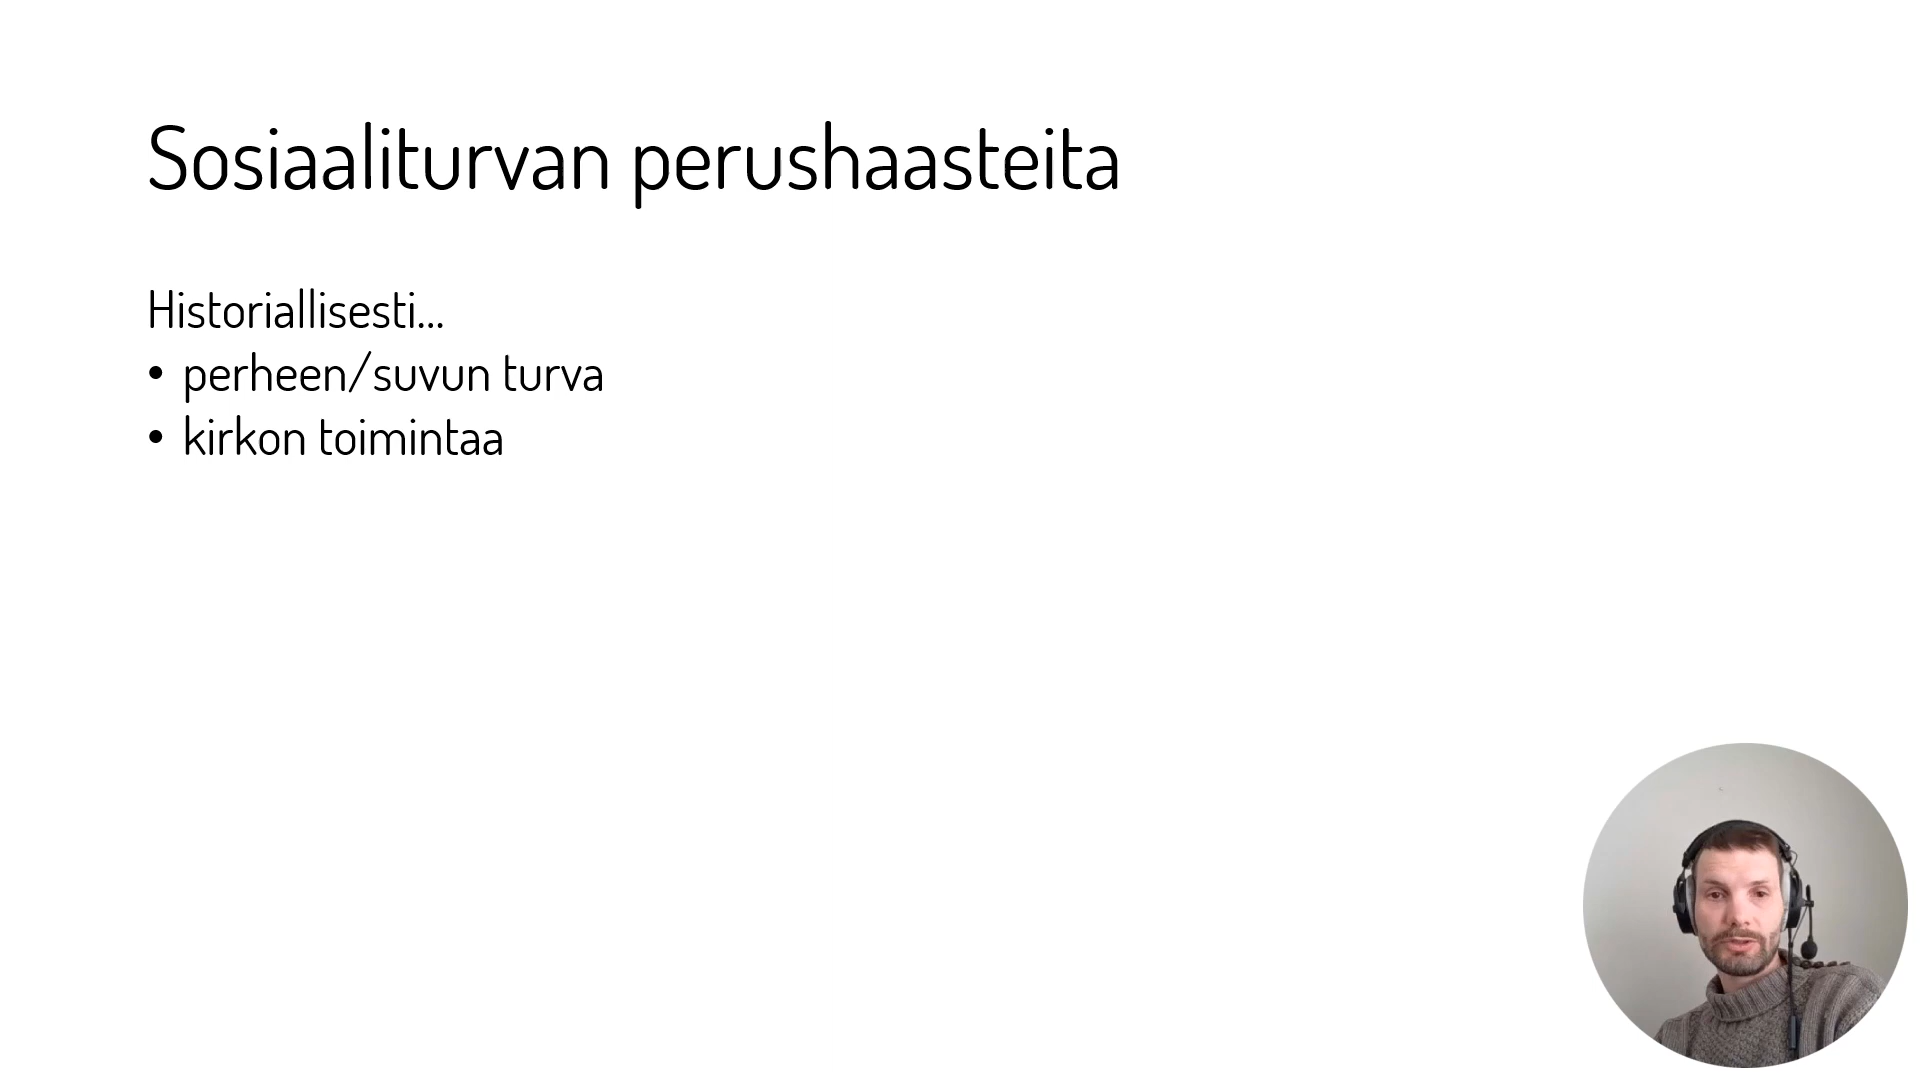 Sosiaaliturvan perushaasteita
Historiallisesti...
• perheen/suvun turva
• kirkon toimintaa